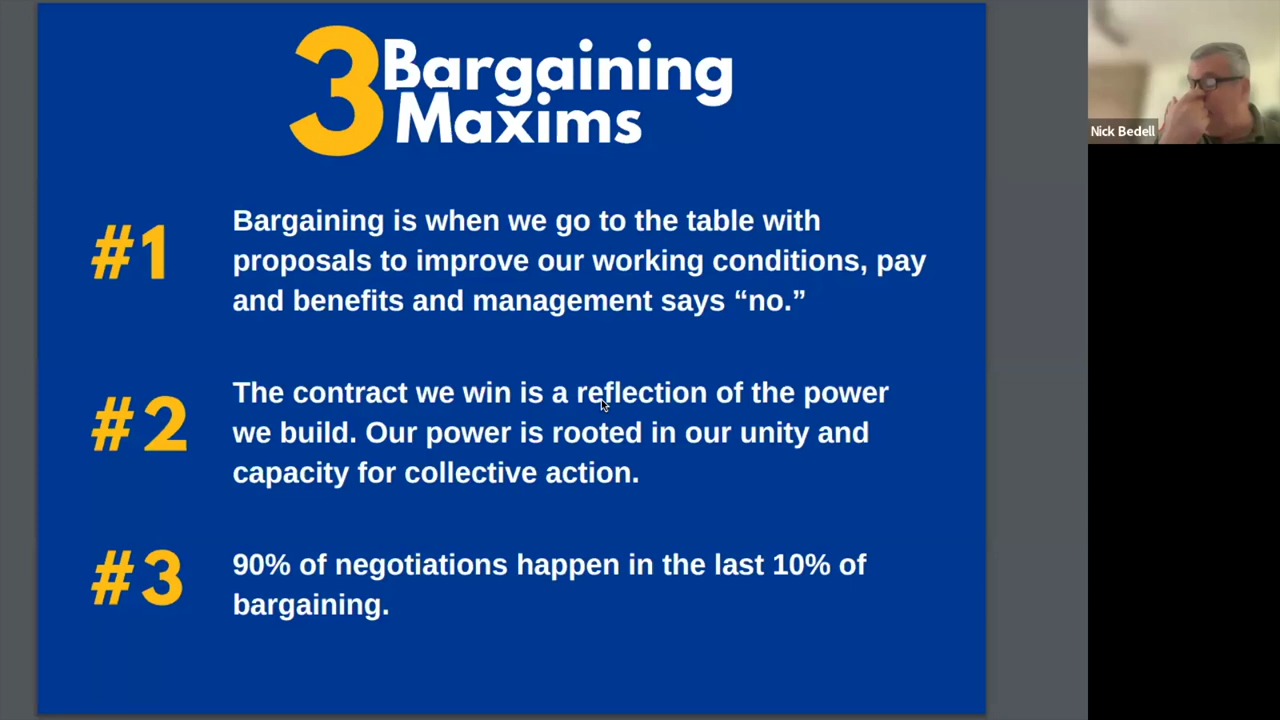 3 Bargaining
Maxims
#1
Bargaining is when we go to the table with
proposals to improve our working conditions, pay
and benefits and management says “no.”
#2
The contract we win is a reflection of the power
we build. Our power is rooted in our unity and
capacity for collective action.
#3
90% of negotiations happen in the last 10% of
bargaining.
Nick Bedell